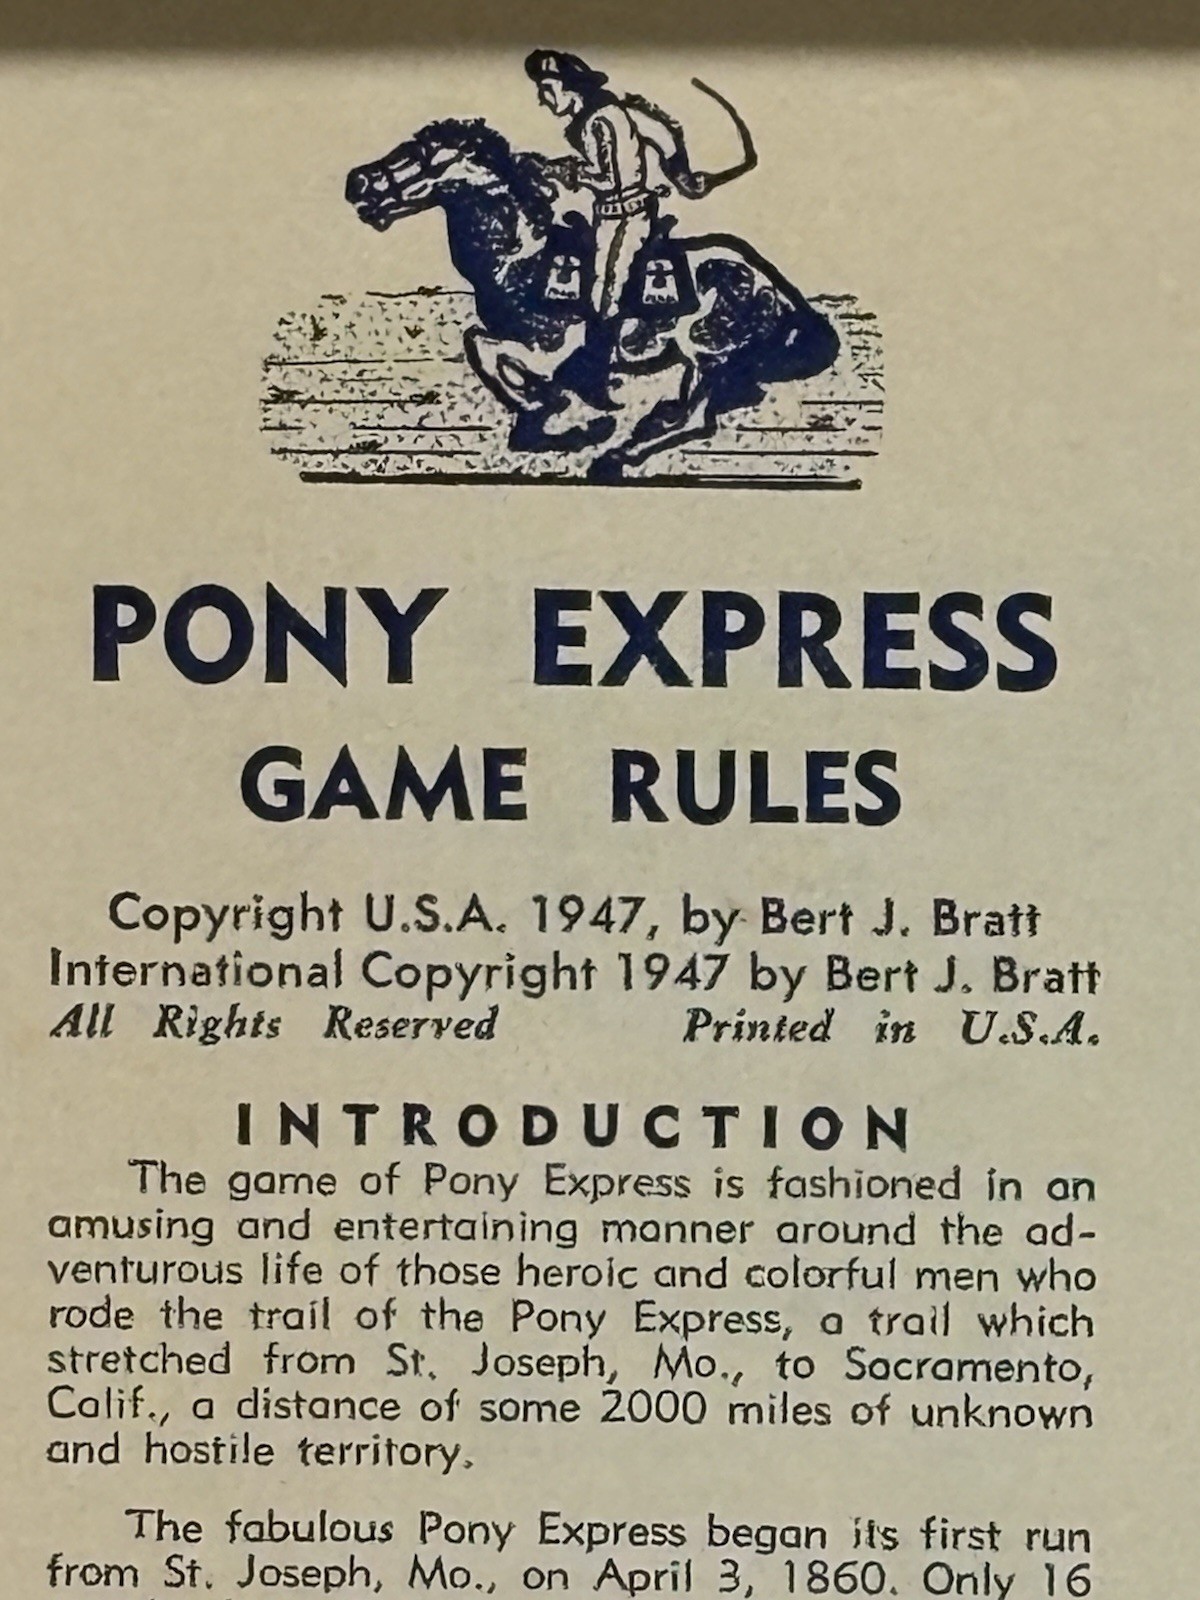 PONY EXPRESS
GAME RULES
Copyright U.S.A. 1947, by Bert J. Bratt
International Copyright 1947 by Bert J. Bratt
All Rights Reserved Printed in U.S.A.
INTRODUCTION
The game of Pony Express is fashioned in an
amusing and entertaining manner around the ad-
venturous life of those heroic and colorful men who
rode the trail of the Pony Express, a trail which
stretched from St. Joseph, Mo., to Sacramento,
Calif., a distance of some 2000 miles of unknown
and hostile territory.
The fabulous Pony Express began its first run
from St. Joseph, Mo., on April 3, 1860. Only 16